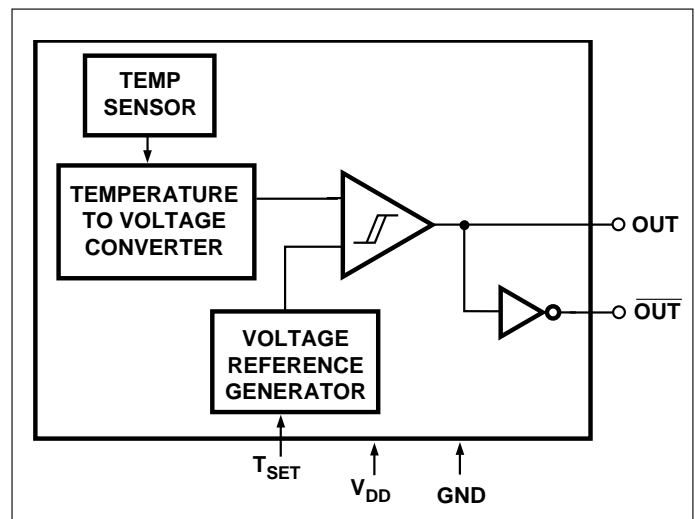 TEMP
SENSOR
TEMPERATURE
TO VOLTAGE
CONVERTER
OUT
OUT
VOLTAGE
REFERENCE
GENERATOR
TSET
VDD
GND